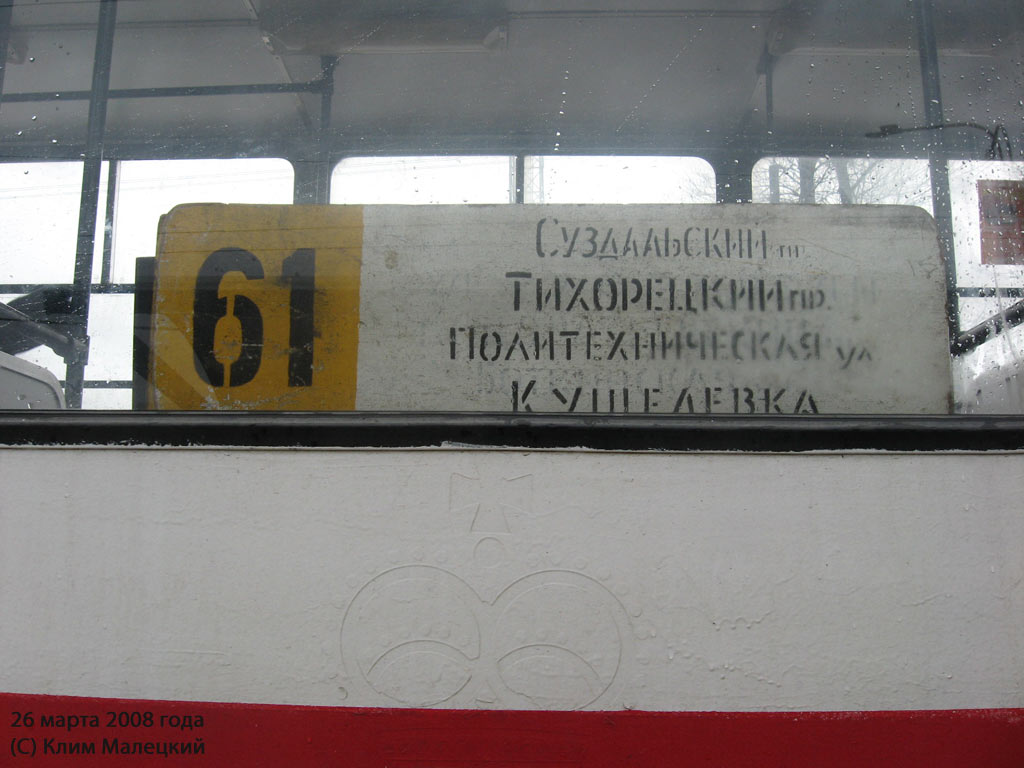 61
Суздальский пр.
Тихорецкий пр.
Политехническая ул
Кушелевка
26 марта 2008 года
(C) Клим Малецкий